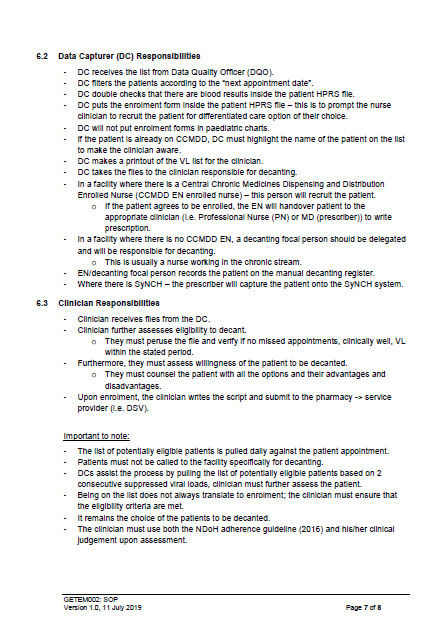 6.2 Data Capturer (DC) Responsibilities
- DC receives the list from Data Quality Officer (DQO).
- DC filters the patients according to the "next appointment date".
- DC double checks that there are blood results inside the patient HPRS file.
- DC puts the enrolment form inside the patient HPRS file – this is to prompt the nurse
clinician to recruit the patient for differentiated care option of their choice.
- DC will not put enrolment forms in paediatric charts.
- If the patient is already on CCMDD, DC must highlight the name of the patient on the list
to make the clinician aware.
- DC makes a printout of the VL list for the clinician.
- DC takes the files to the clinician responsible for decanting.
- In a facility where there is a Central Chronic Medicines Dispensing and Distribution
Enrolled Nurse (CCMDD EN enrolled nurse) – this person will recruit the patient.
o If the patient agrees to be enrolled, the EN will handover patient to the
appropriate clinician (i.e. Professional Nurse (PN) or MD (prescriber)) to write
prescription.
- In a facility where there is no CCMDD EN, a decanting focal person should be delegated
and will be responsible for decanting.
o This is usually a nurse working in the chronic stream.
- EN/decanting focal person records the patient on the manual decanting register.
- Where there is SyNCH – the prescriber will capture the patient onto the SyNCH system.
6.3 Clinician Responsibilities
- Clinician receives files from the DC.
- Clinician further assesses eligibility to decant.
o They must peruse the file and verify if no missed appointments, clinically well, VL
within the stated period.
- Furthermore, they must assess willingness of the patient to be decanted.
o They must counsel the patient with all the options and their advantages and
disadvantages.
- Upon enrolment, the clinician writes the script and submit to the pharmacy -> service
provider (i.e. DSV).
Important to note:
- The list of potentially eligible patients is pulled daily against the patient appointment.
- Patients must not be called to the facility specifically for decanting.
- DCs assist the process by pulling the list of potentially eligible patients based on 2
consecutive suppressed viral loads, clinician must further assess the patient.
- Being on the list does not always translate to enrolment; the clinician must ensure that
the eligibility criteria are met.
- It remains the choice of the patients to be decanted.
- The clinician must use both the NDoH adherence guideline (2016) and his/her clinical
judgement upon assessment.
GETEM002: SOP
Version 1.0, 11 July 2019 Page 7 of 8